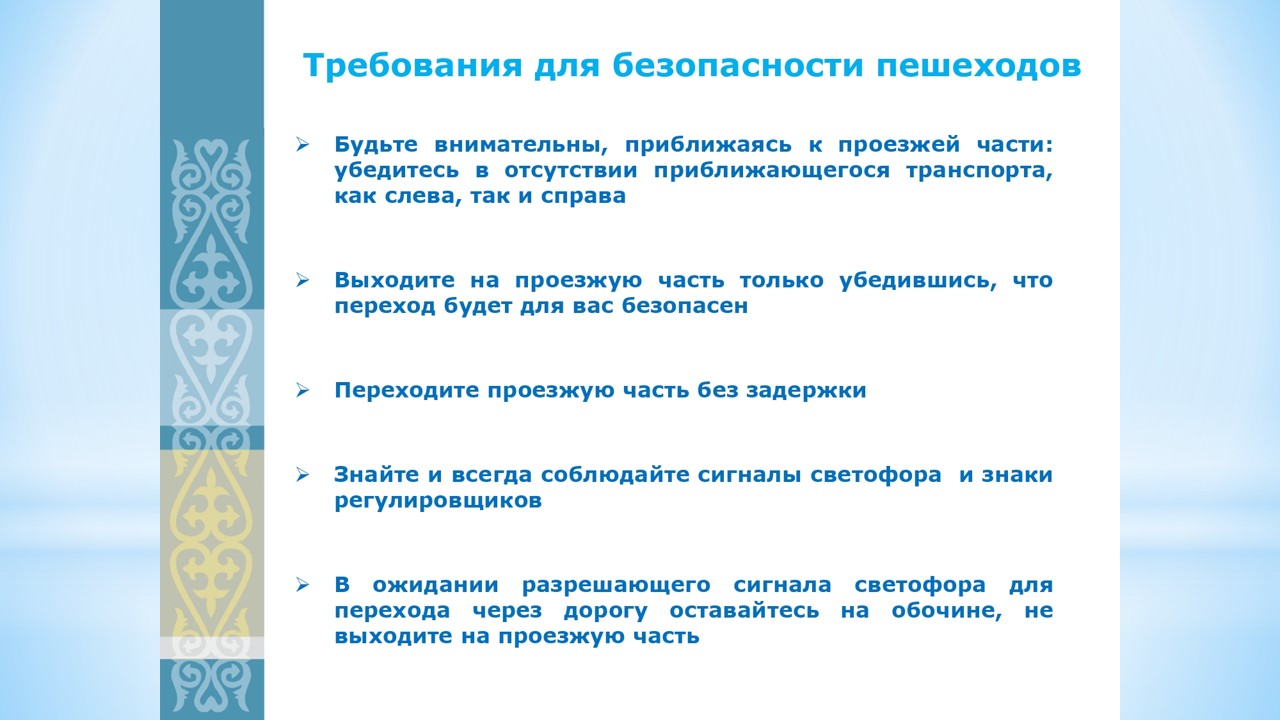 Требования для безопасности пешеходов
Будьте внимательны, приближаясь к проезжей части:
убедитесь в отсутствии приближающегося транспорта,
как слева, так и справа
Выходите на проезжую часть только убедившись, что
переход будет для вас безопасен
Переходите проезжую часть без задержки
Знайте и всегда соблюдайте сигналы светофора  и знаки
регулировщиков
В ожидании разрешающего сигнала светофора для
перехода через дорогу оставайтесь на обочине, не
выходите на проезжую часть